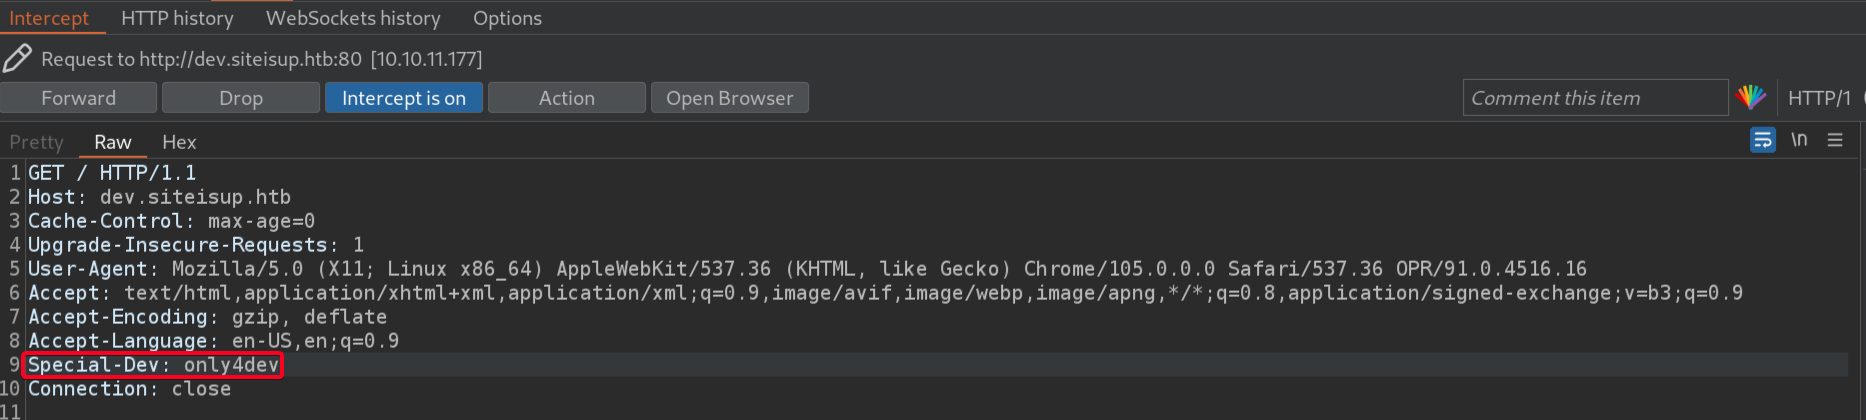 Intercept HTTP history WebSockets history Options
Request to http://dev.siteisup.htb:80 [10.10.11.177]
Forward Drop Intercept is on Action Open Browser Comment this item HTTP/1
Pretty Raw Hex \n
1 GET / HTTP/1.1
2 Host: dev.siteisup.htb
3 Cache-Control: max-age=0
4 Upgrade-Insecure-Requests: 1
5 User-Agent: Mozilla/5.0 (X11; Linux x86_64) AppleWebKit/537.36 (KHTML, like Gecko) Chrome/105.0.0.0 Safari/537.36 OPR/91.0.4516.16
6 Accept: text/html,application/xhtml+xml,application/xml;q=0.9,image/avif,image/webp,image/apng,*/*;q=0.8,application/signed-exchange;v=b3;q=0.9
7 Accept-Encoding: gzip, deflate
8 Accept-Language: en-US,en;q=0.9
9 Special-Dev: only4dev
10 Connection: close
11